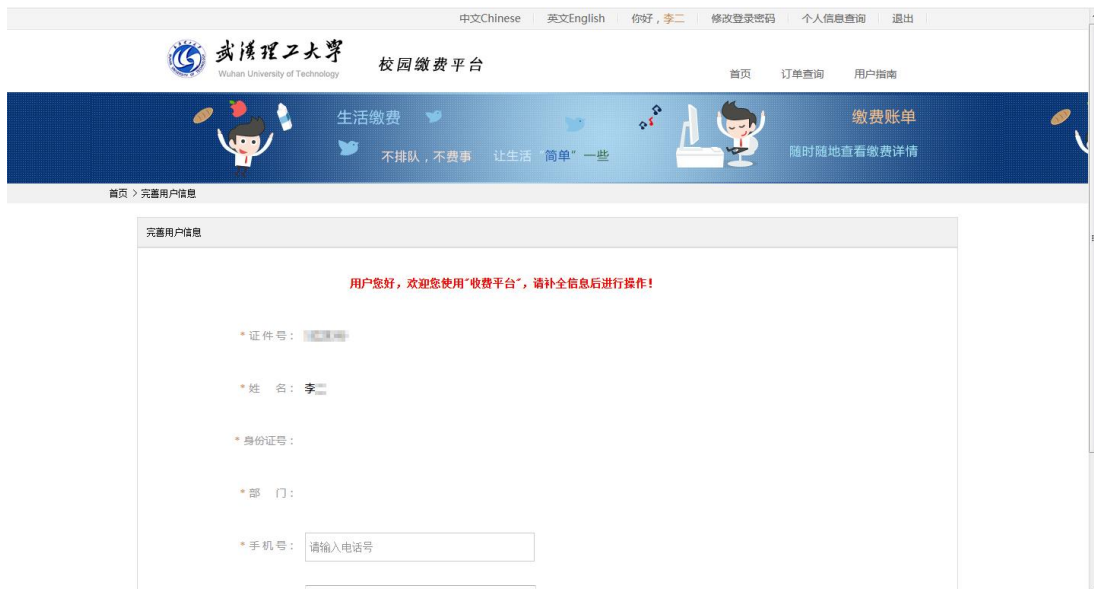 中文Chinese 英文English 你好，李二 修改登录密码 个人信息查询 退出
武汉理工大学
Wuhan University of Technology
校园缴费平台
首页 订单查询 用户指南
生活缴费
不排队，不费事 让生活“简单”一些
缴费账单
随时随地查看缴费详情
首页 > 完善用户信息
完善用户信息
用户您好，欢迎您使用"收费平台"，请补全信息后进行操作！
*证件号：
*姓 名：李
*身份证号：
*部 门：
*手机号：请输入电话号